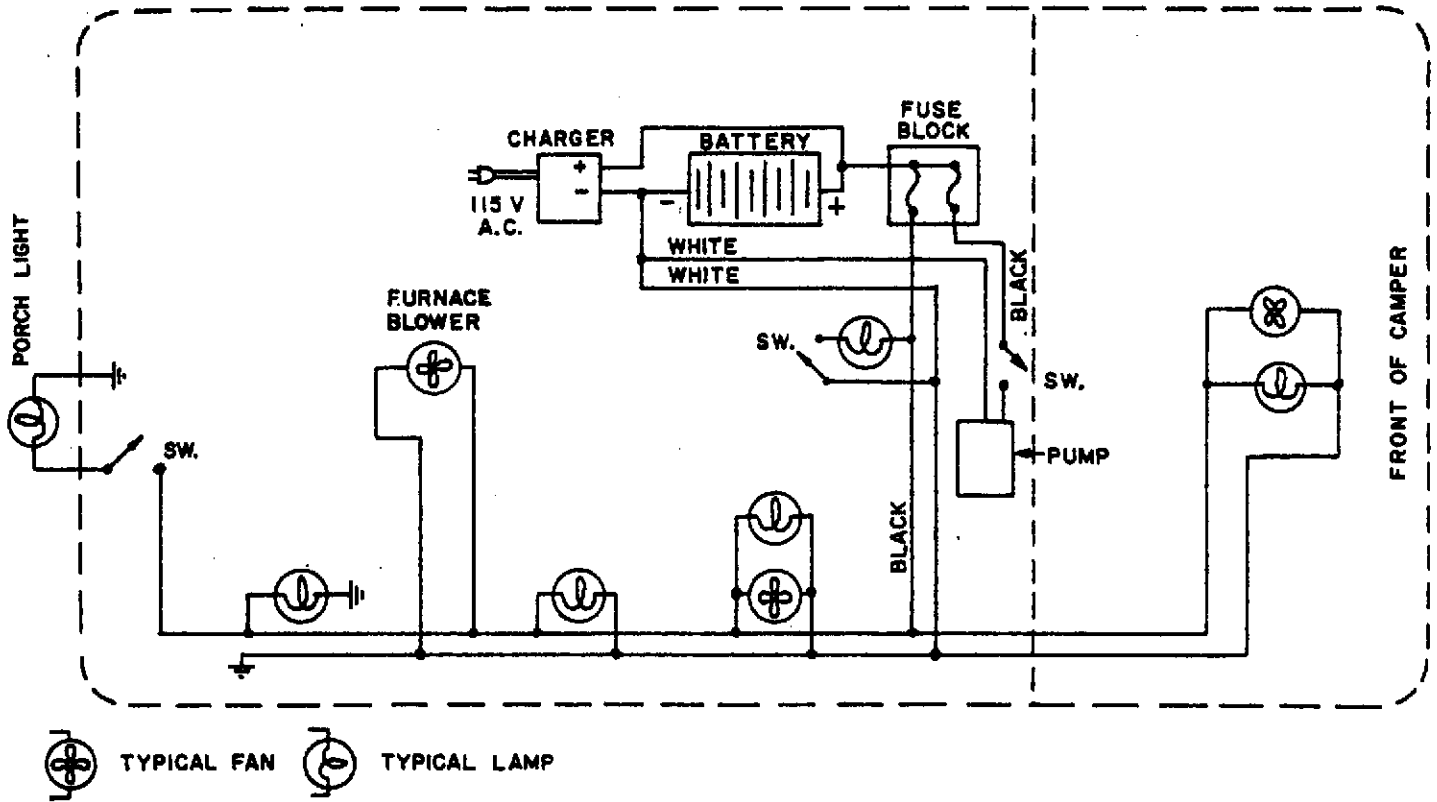 FUSE
BLOCK
CHARGER
BATTERY
+
-
-
+
115 V
A.C.
WHITE
WHITE
BLACK
FURNACE
BLOWER
PORCH LIGHT
SW.
SW.
SW.
PUMP
BLACK
FRONT OF CAMPER
TYPICAL FAN
TYPICAL LAMP